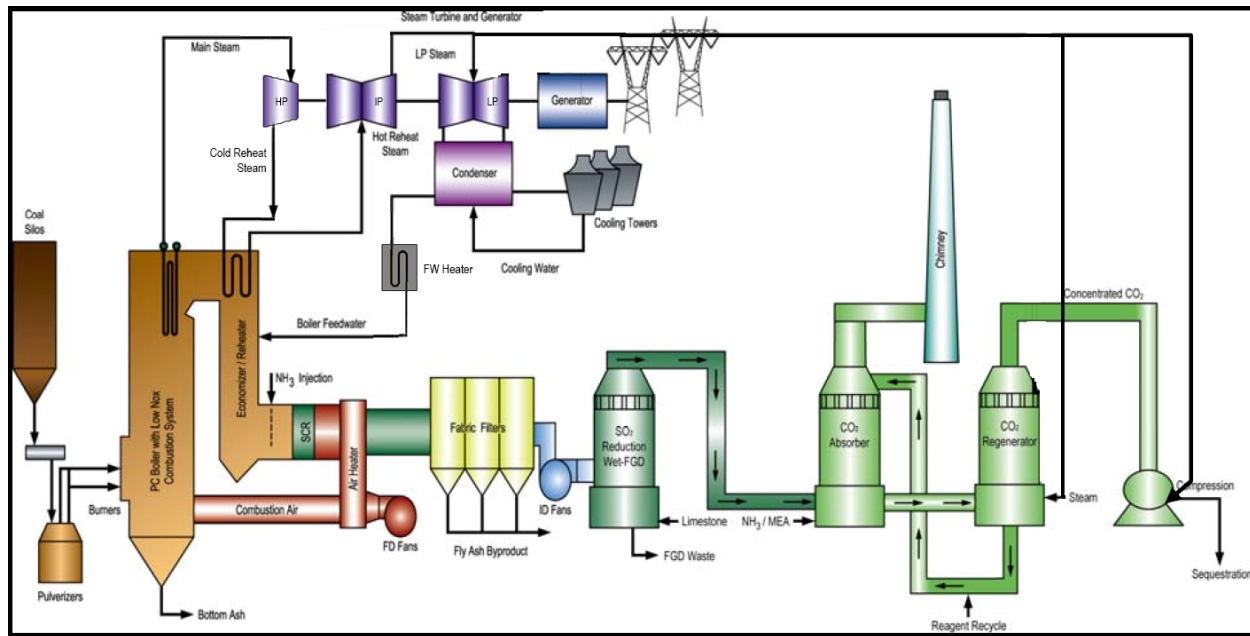 Steam Turbine and Generator
Main Steam
LP Steam
HP
IP
LP
Generator
Hot Reheat
Steam
Cold Reheat
Steam
Condenser
Cooling Towers
Cooling Water
FW Heater
Boiler Feedwater
Coal
Silos
Chimney
Concentrated CO₂
PC Boiler with Low Nox
Combustion System
Economizer / Reheater
NH₃ Injection
SCR
Air Heater
Fabric Filters
ID Fans
SO₂
Reduction
Wet-FGD
CO₂
Absorber
CO₂
Regenerator
Compression
Steam
Burners
Combustion Air
FD Fans
Limestone
NH₃ / MEA
Fly Ash Byproduct
FGD Waste
Sequestration
Pulverizers
Bottom Ash
Reagent Recycle